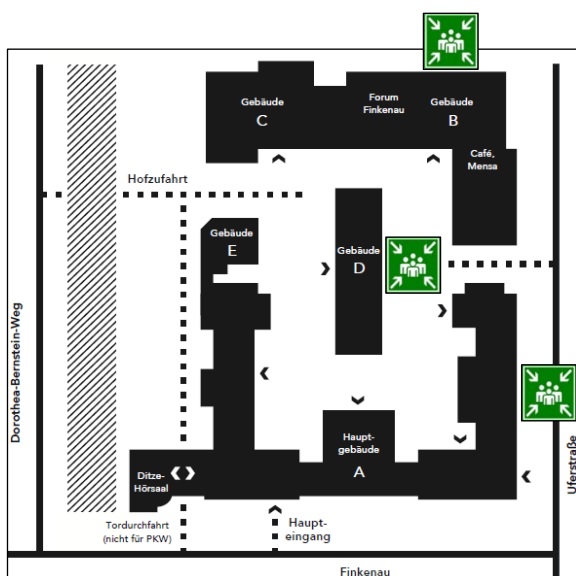 Gebäude
C
Forum
Finkenau
Gebäude
B
Café,
Mensa
Hofzufahrt
Gebäude
E
Gebäude
D
Dorothea-Bernstein-Weg
Haupt-
gebäude
A
Ditze-
Hörsaal
Uferstraße
Tordurchfahrt
(nicht für PKW)
Haupt-
eingang
Finkenau